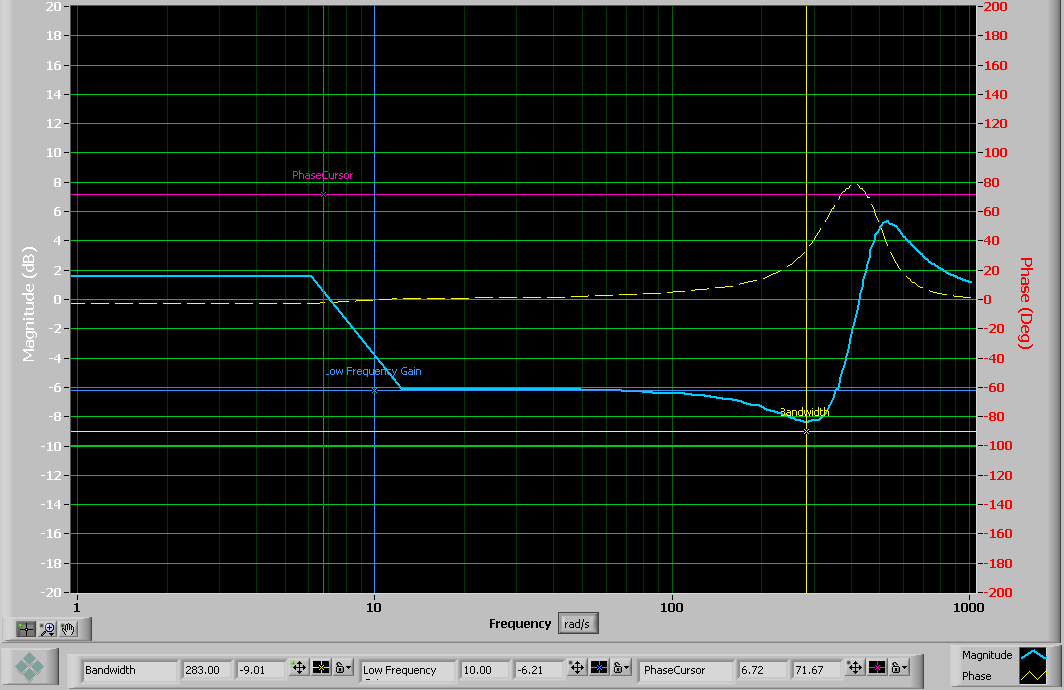 20 200
18 180
16 160
14 140
12 120
10 100
PhaseCursor
8 80
6 60
4 40
2 20
0 0
-2 -20
-4 -40
Low Frequency Gain
-6 -60
Bandwidth
-8 -80
-10 -100
-12 -120
-14 -140
-16 -160
-18 -180
-20 -200
Magnitude (dB)
Phase (Deg)
1 10 100 1000
Frequency rad/s
Bandwidth 283.00 -9.01 Low Frequency 10.00 -6.21 PhaseCursor 6.72 71.67
Magnitude
Phase